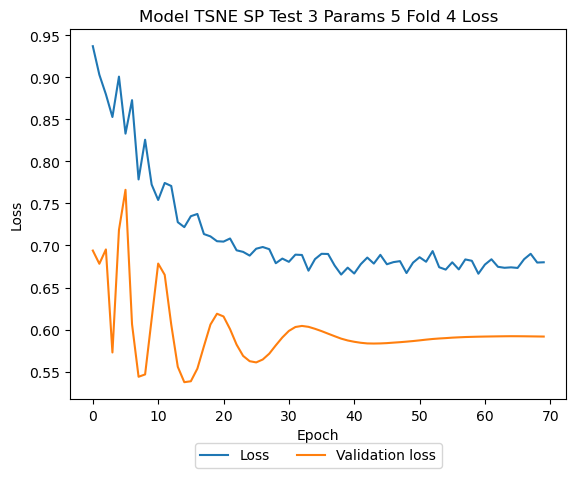 Model TSNE SP Test 3 Params 5 Fold 4 Loss
0.95
0.90
0.85
0.80
0.75
0.70
0.65
0.60
0.55
Loss
0 10 20 30 40 50 60 70
Epoch
Loss Validation loss